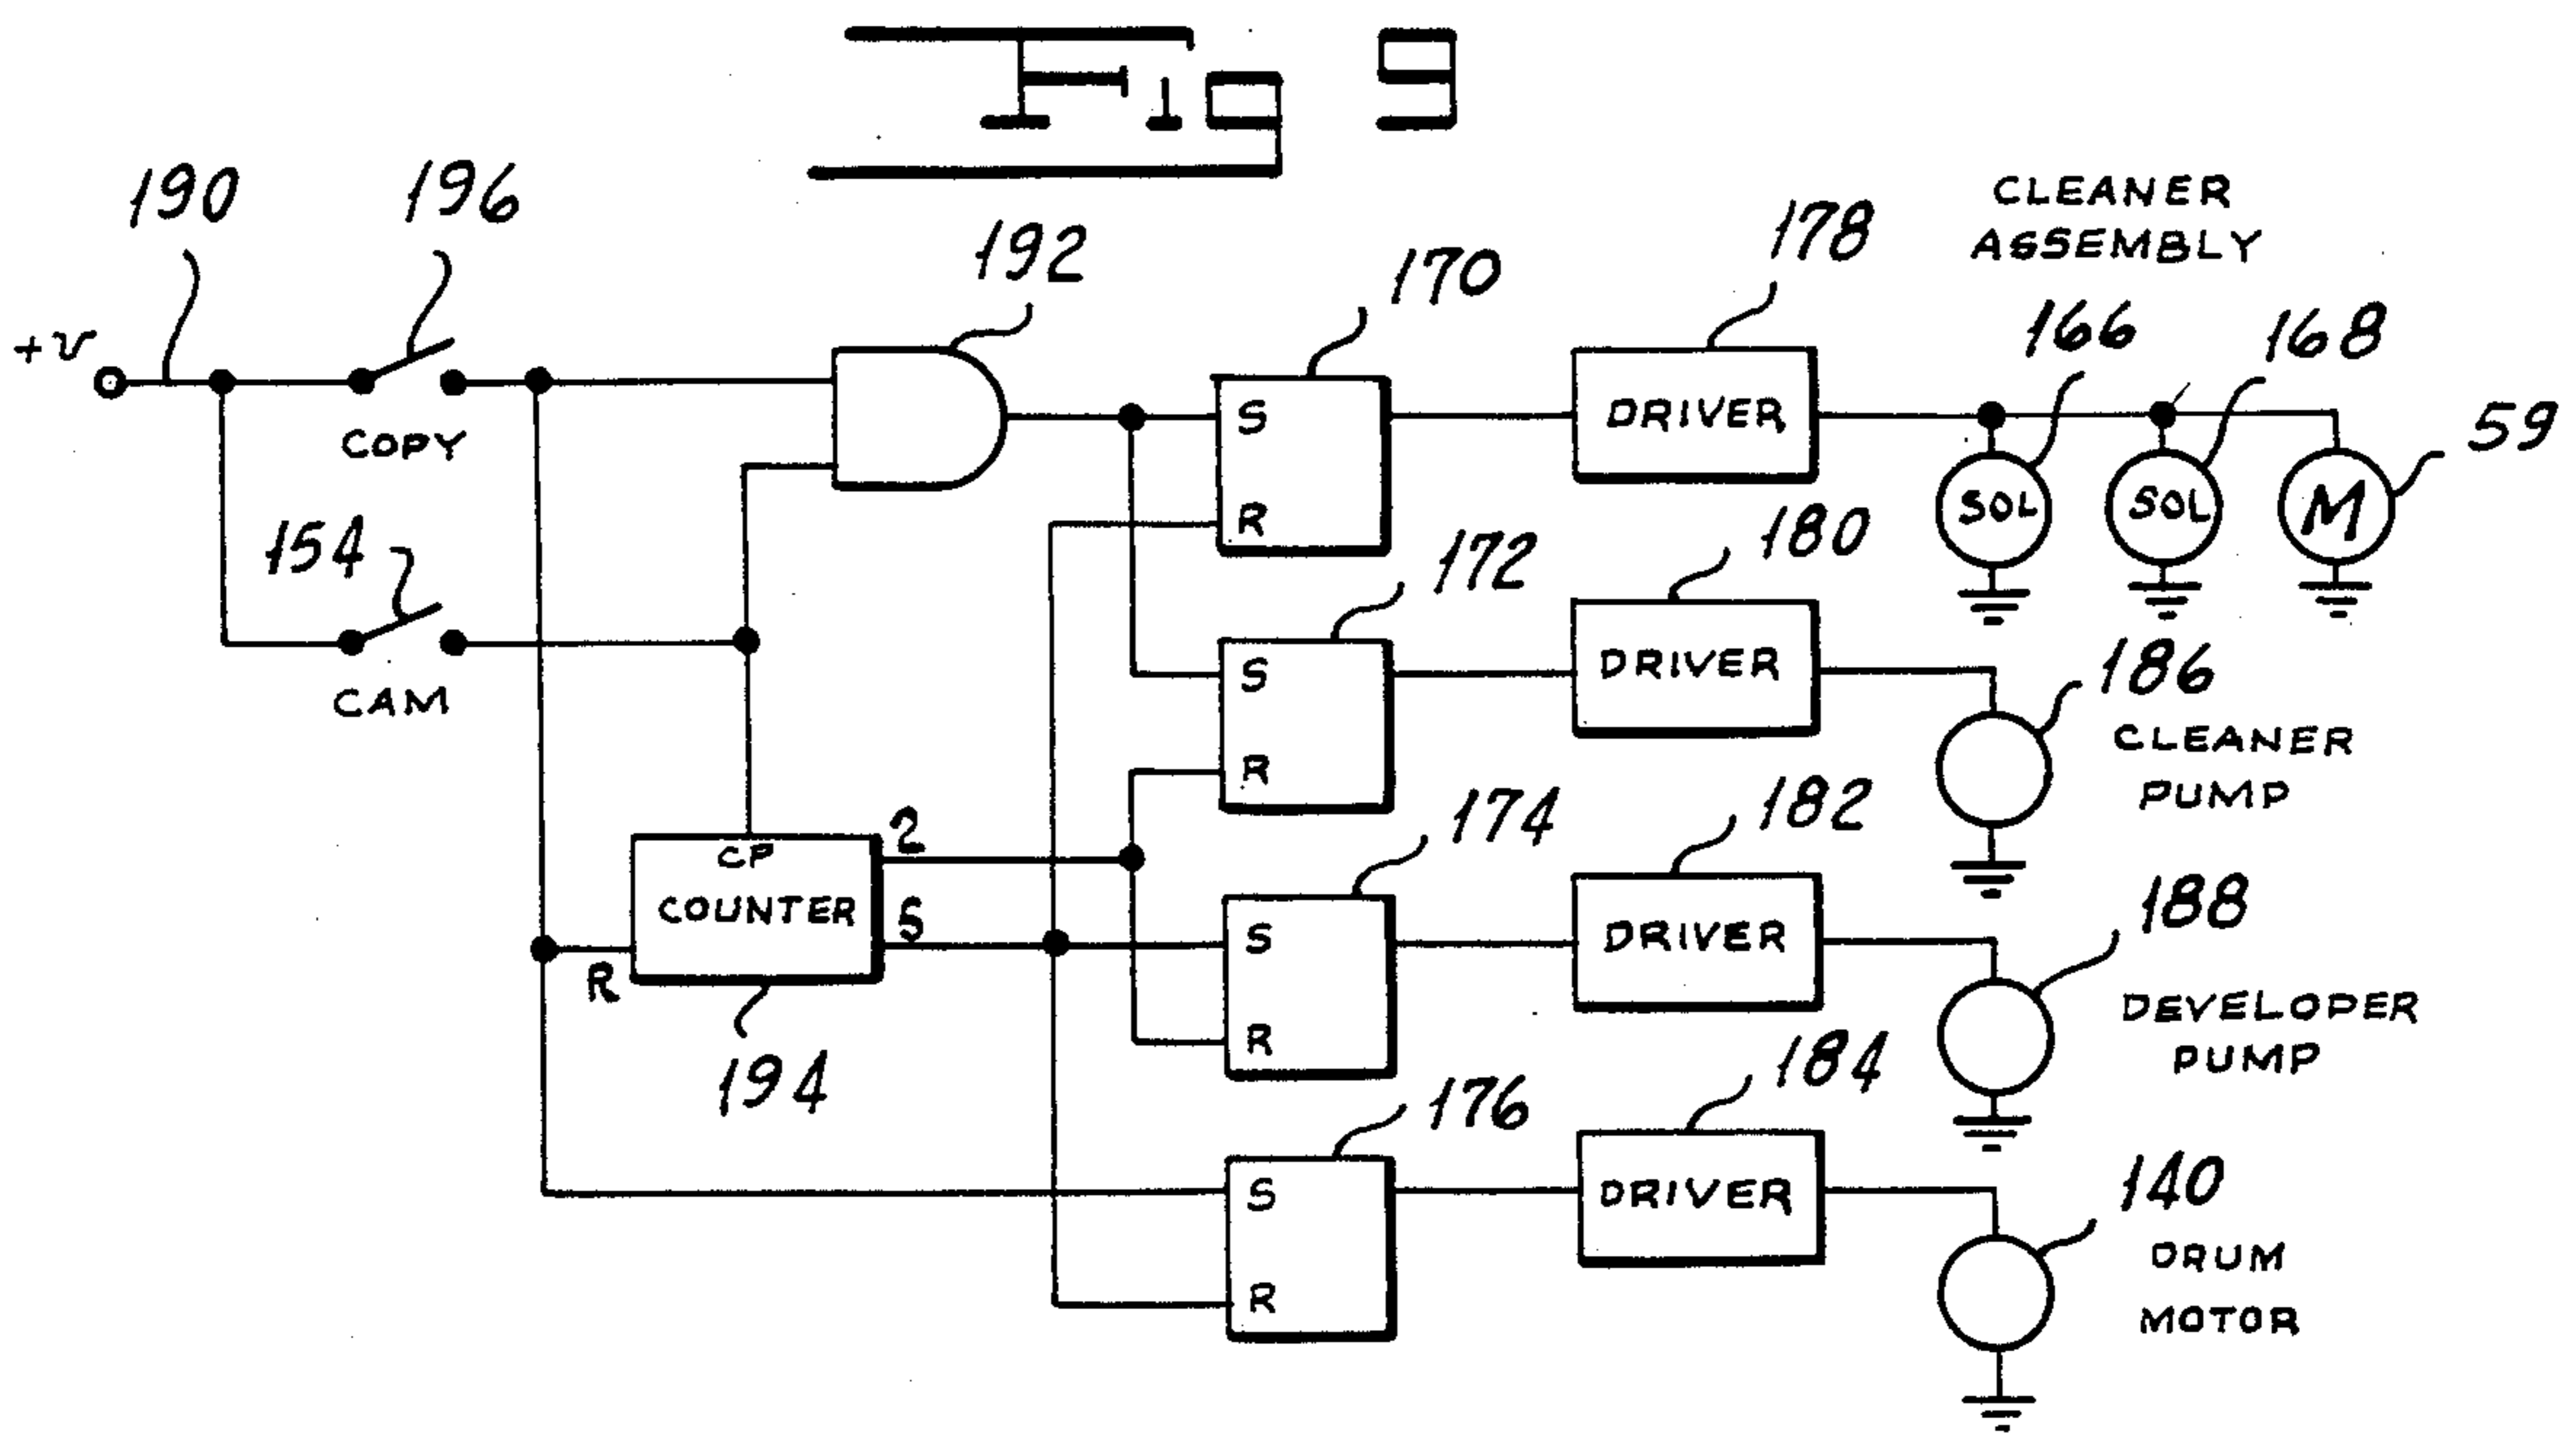 Fig 9
190
196
192
170
178
CLEANER
ASSEMBLY
166
168
59
+v
COPY
S
R
DRIVER
SOL
SOL
M
154
CAM
172
180
S
R
DRIVER
186
CLEANER
PUMP
CP
COUNTER
2
5
R
194
174
182
S
R
DRIVER
188
DEVELOPER
PUMP
176
184
S
R
DRIVER
140
DRUM
MOTOR